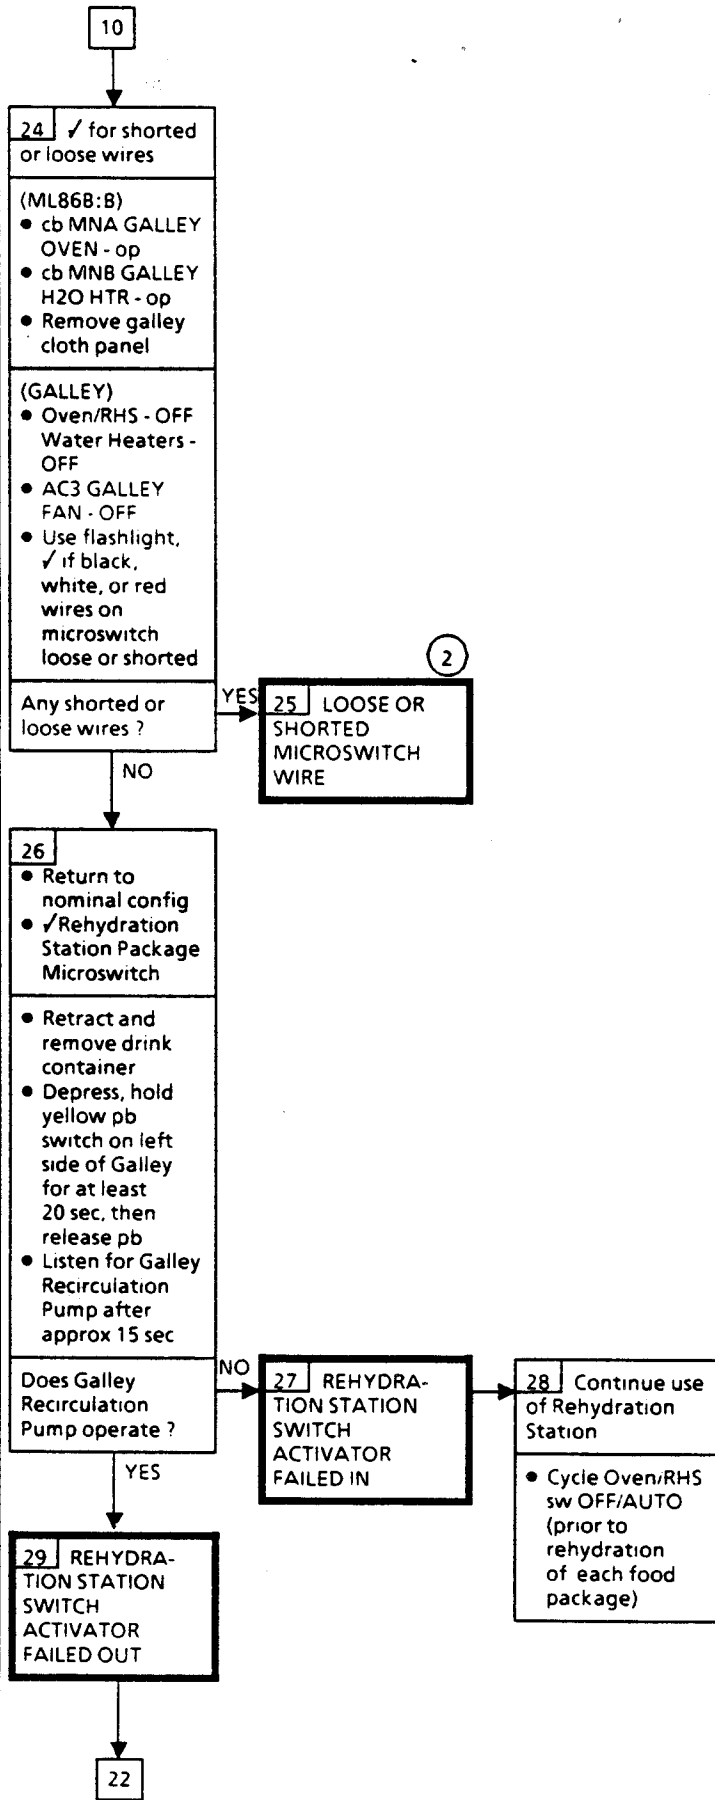 10
24 ✓ for shorted
or loose wires
(ML86B:B)
● cb MNA GALLEY
OVEN - op
● cb MNB GALLEY
H2O HTR - op
● Remove galley
cloth panel
(GALLEY)
● Oven/RHS - OFF
Water Heaters -
OFF
● AC3 GALLEY
FAN - OFF
● Use flashlight,
✓ if black,
white, or red
wires on
microswitch
loose or shorted
Any shorted or
loose wires ?
YES
2
25 LOOSE OR
SHORTED
MICROSWITCH
WIRE
NO
26
● Return to
nominal config
● ✓Rehydration
Station Package
Microswitch
● Retract and
remove drink
container
● Depress, hold
yellow pb
switch on left
side of Galley
for at least
20 sec, then
release pb
● Listen for Galley
Recirculation
Pump after
approx 15 sec
Does Galley
Recirculation
Pump operate ?
NO
27 REHYDRA-
TION STATION
SWITCH
ACTIVATOR
FAILED IN
28 Continue use
of Rehydration
Station
● Cycle Oven/RHS
sw OFF/AUTO
(prior to
rehydration
of each food
package)
YES
29 REHYDRA-
TION STATION
SWITCH
ACTIVATOR
FAILED OUT
22